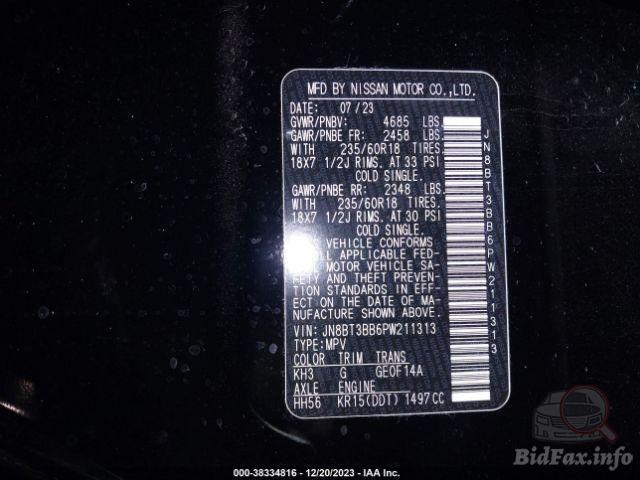 MFD BY NISSAN MOTOR CO.,LTD.
DATE: 07/23
GVWR/PNBV: 4685 LBS.
GAWR/PNBE FR: 2458 LBS.
WITH 235/60R18 TIRES.
18X7 1/2J RIMS. AT 33 PSI
COLD SINGLE.
GAWR/PNBE RR: 2348 LBS.
WITH 235/60R18 TIRES.
18X7 1/2J RIMS. AT 30 PSI
COLD SINGLE.
VEHICLE CONFORMS
ALL APPLICABLE FED-
MOTOR VEHICLE SA-
FETY AND THEFT PREVEN-
TION STANDARDS IN EFF-
ECT ON THE DATE OF MA-
NUFACTURE SHOWN ABOVE.
VIN: JN8BT3BB6PW211313
TYPE:MPV
COLOR TRIM TRANS
KH3 G GE0F14A
AXLE ENGINE
HH56 KR15(DDT) 1497CC
JN8BT3BB6PW211313
BidFax.info
000-38334816 - 12/20/2023 - IAA Inc.